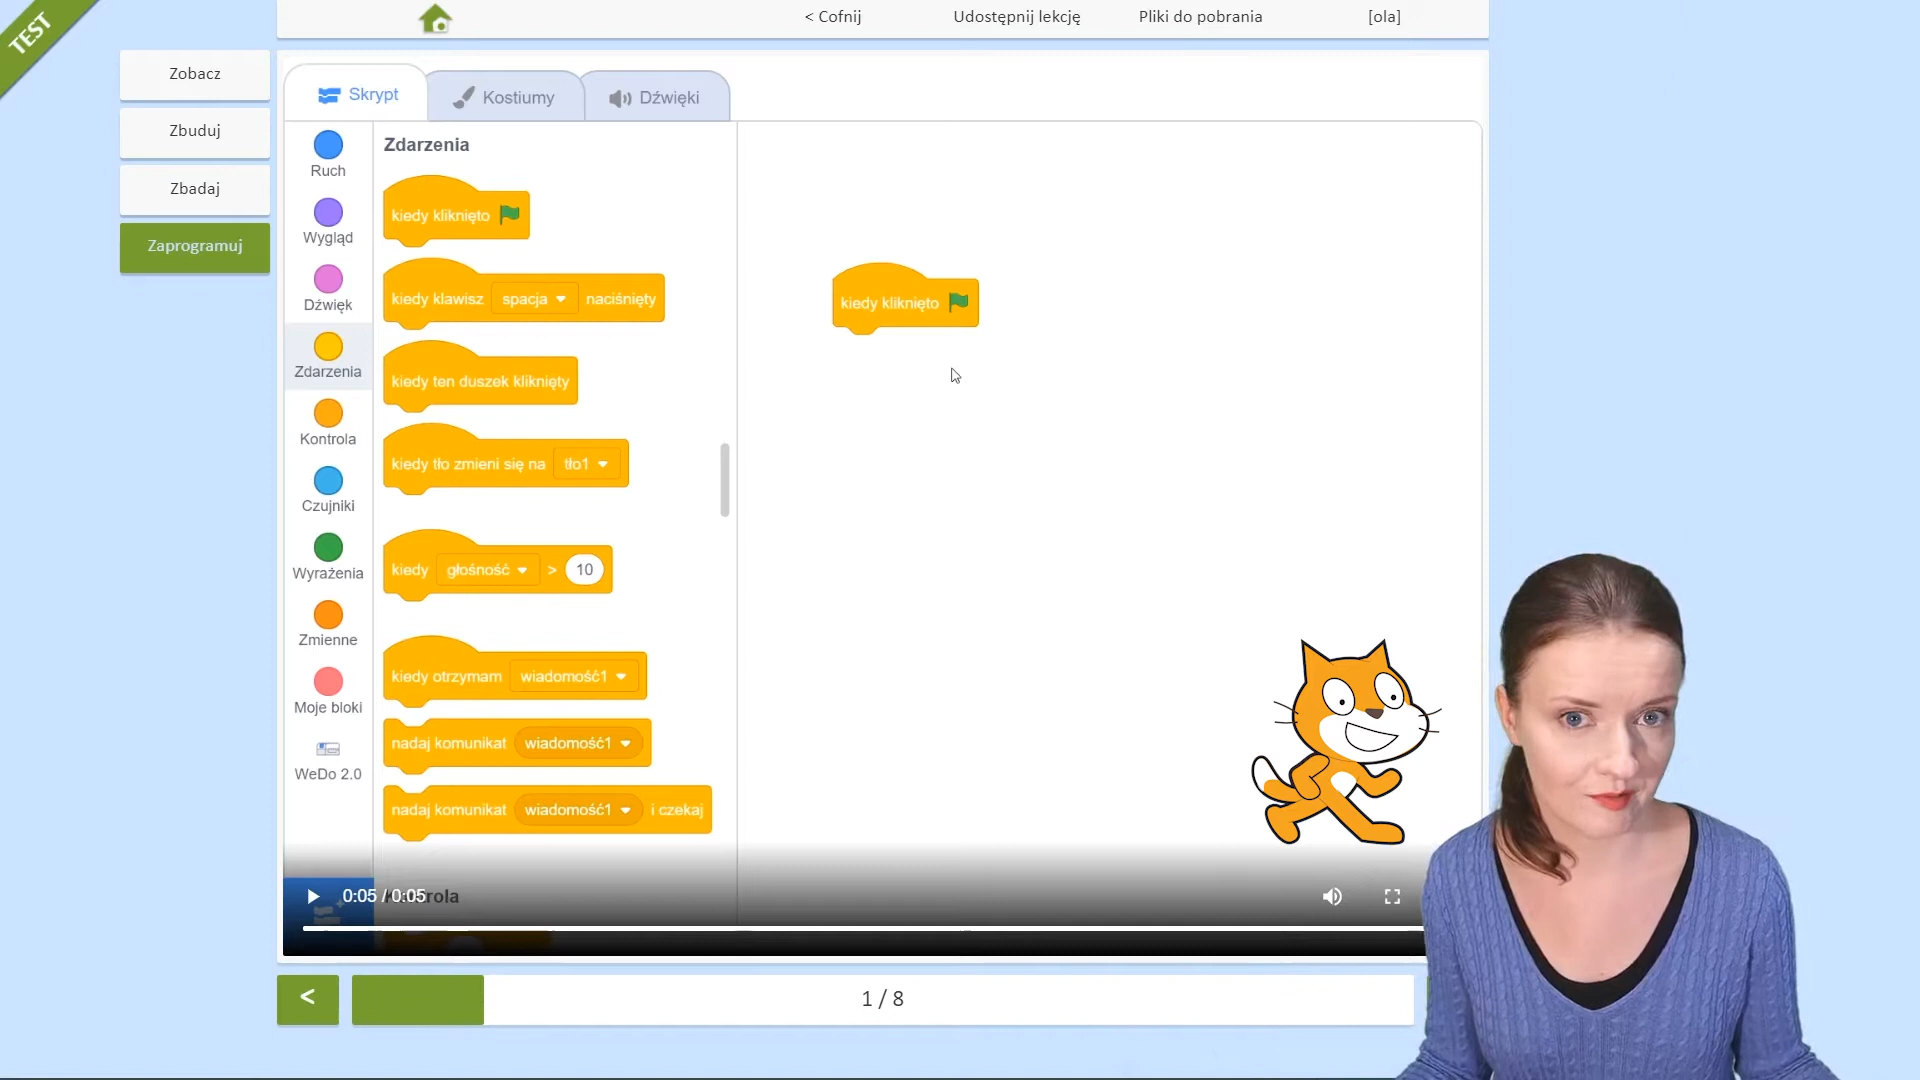 TEST
< Cofnij
Udostępnij lekcję
Pliki do pobrania
[ola]
Zobacz
Zbuduj
Zbadaj
Zaprogramuj
Skrypt
Kostiumy
Dźwięki
Ruch
Wygląd
Dźwięk
Zdarzenia
Kontrola
Czujniki
Wyrażenia
Zmienne
Moje bloki
WeDo 2.0
Zdarzenia
kiedy kliknięto
kiedy klawisz spacja naciśnięty
kiedy ten duszek kliknięty
kiedy tło zmieni się na tło1
kiedy głośność > 10
kiedy otrzymam wiadomość1
nadaj komunikat wiadomość1
nadaj komunikat wiadomość1 i czekaj
kiedy kliknięto
0:05 / 0:05
<
1 / 8